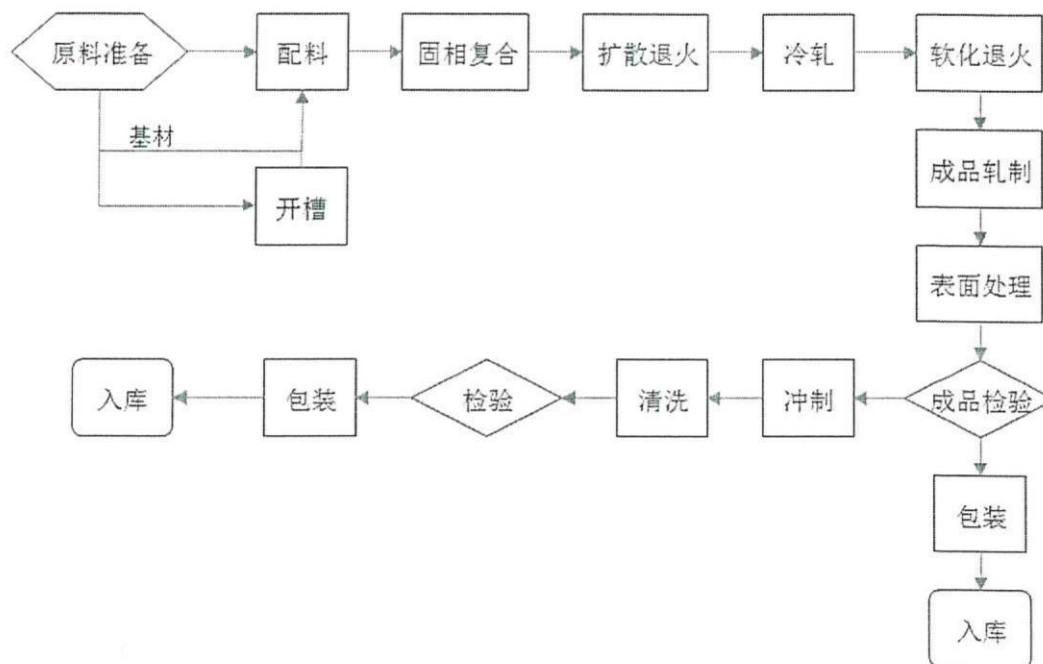 原料准备
配料
固相复合
扩散退火
冷轧
软化退火
基材
开槽
成品轧制
表面处理
成品检验
冲制
清洗
检验
包装
入库
包装
入库